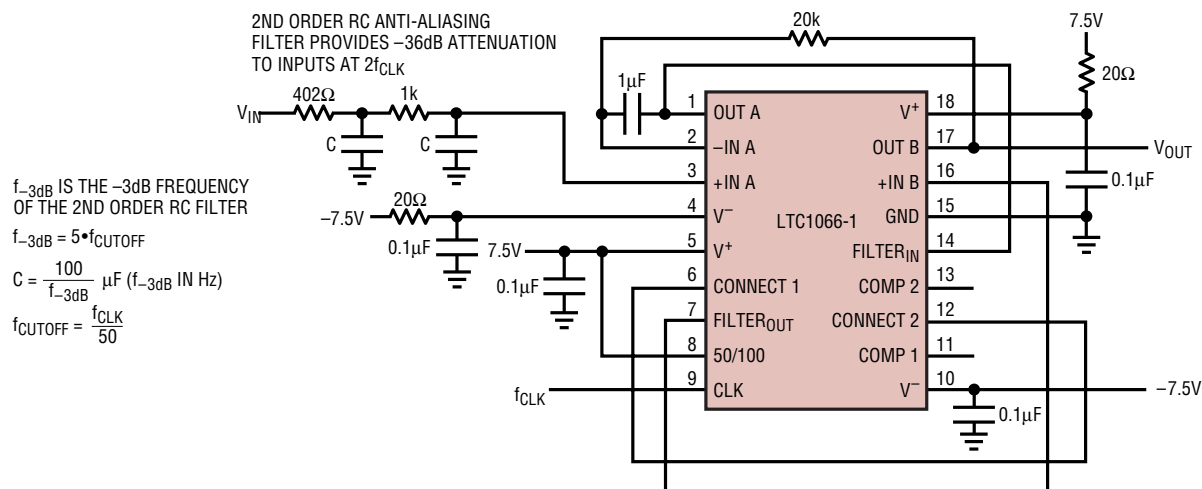 2ND ORDER RC ANTI-ALIASING
FILTER PROVIDES –36dB ATTENUATION
TO INPUTS AT 2fCLK
20k
7.5V
20Ω
1µF
402Ω
1k
VIN
C
C
1 OUT A
2 –IN A
3 +IN A
4 V–
5 V+
6 CONNECT 1
7 FILTEROUT
8 50/100
9 CLK
LTC1066-1
18 V+
17 OUT B
16 +IN B
15 GND
14 FILTERIN
13 COMP 2
12 CONNECT 2
11 COMP 1
10 V–
VOUT
0.1µF
–7.5V
20Ω
0.1µF
7.5V
0.1µF
fCLK
–7.5V
0.1µF
f–3dB IS THE –3dB FREQUENCY
OF THE 2ND ORDER RC FILTER
f–3dB = 5•fCUTOFF
C = 100/f–3dB µF (f–3dB IN Hz)
fCUTOFF = fCLK/50